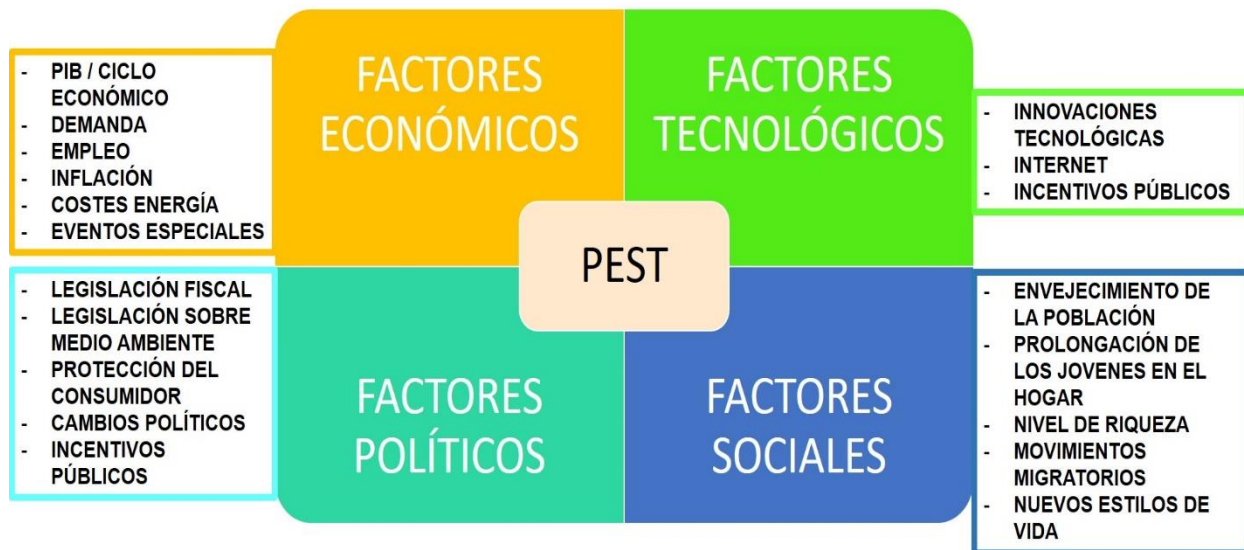 - PIB / CICLO
ECONÓMICO
- DEMANDA
- EMPLEO
- INFLACIÓN
- COSTES ENERGÍA
- EVENTOS ESPECIALES
FACTORES
ECONÓMICOS
FACTORES
TECNOLÓGICOS
- INNOVACIONES
TECNOLÓGICAS
- INTERNET
- INCENTIVOS PÚBLICOS
PEST
- LEGISLACIÓN FISCAL
- LEGISLACIÓN SOBRE
MEDIO AMBIENTE
- PROTECCIÓN DEL
CONSUMIDOR
- CAMBIOS POLÍTICOS
- INCENTIVOS
PÚBLICOS
FACTORES
POLÍTICOS
FACTORES
SOCIALES
- ENVEJECIMIENTO DE
LA POBLACIÓN
- PROLONGACIÓN DE
LOS JOVENES EN EL
HOGAR
- NIVEL DE RIQUEZA
- MOVIMIENTOS
MIGRATORIOS
- NUEVOS ESTILOS DE
VIDA